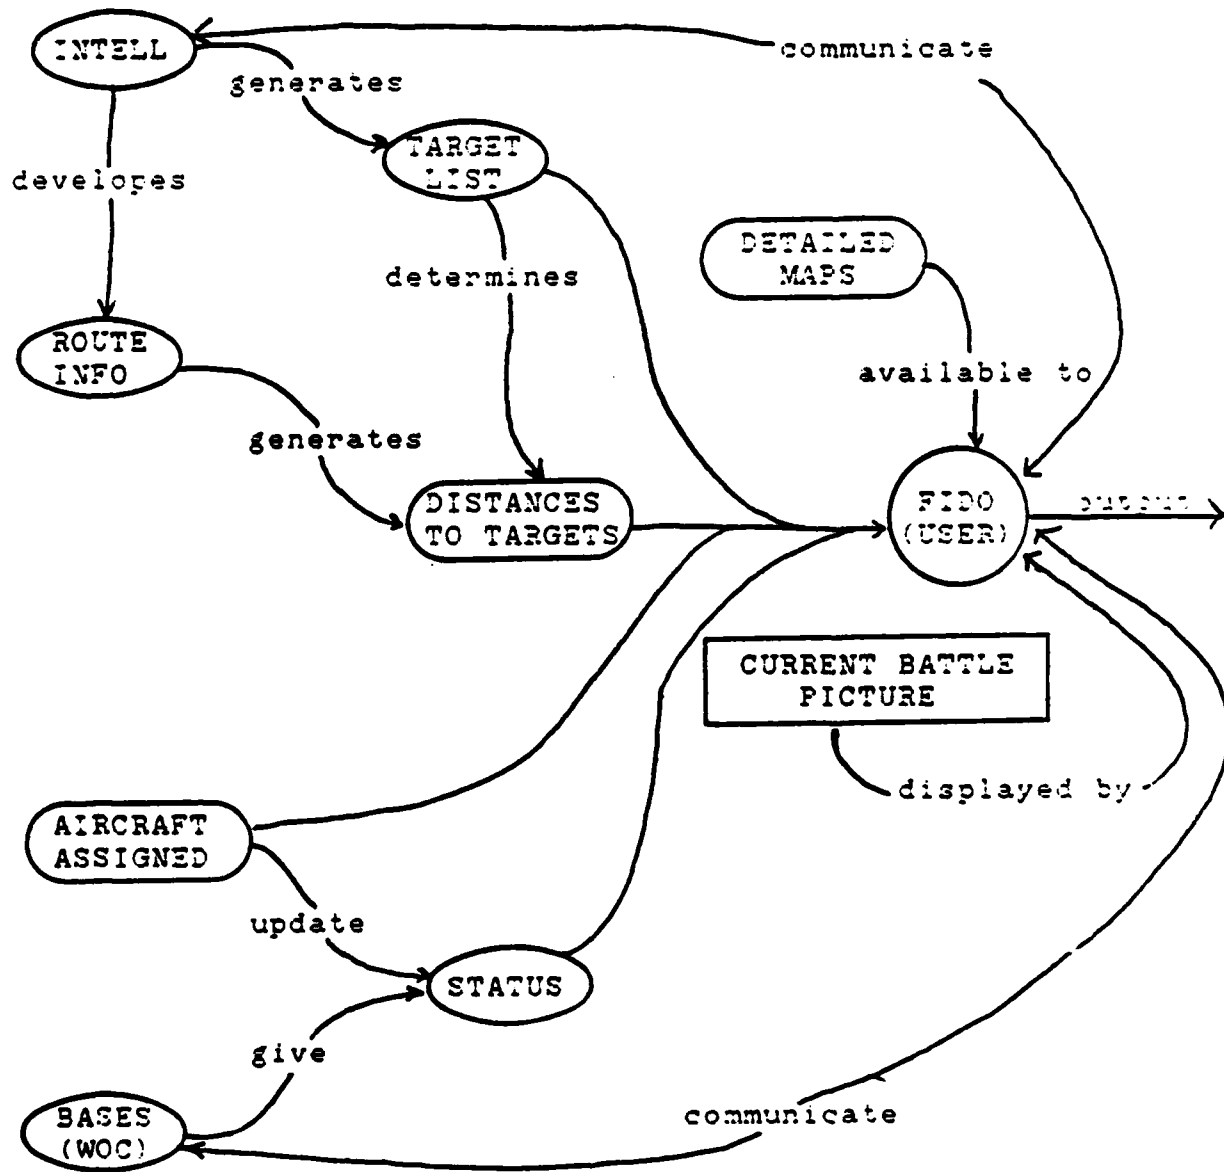 INTELL
communicate
generates
TARGET
LIST
developes
DETAILED
MAPS
determines
ROUTE
INFO
available to
generates
DISTANCES
TO TARGETS
FIDO
(USER)
output
CURRENT BATTLE
PICTURE
displayed by
AIRCRAFT
ASSIGNED
update
STATUS
give
BASES
(WOC)
communicate